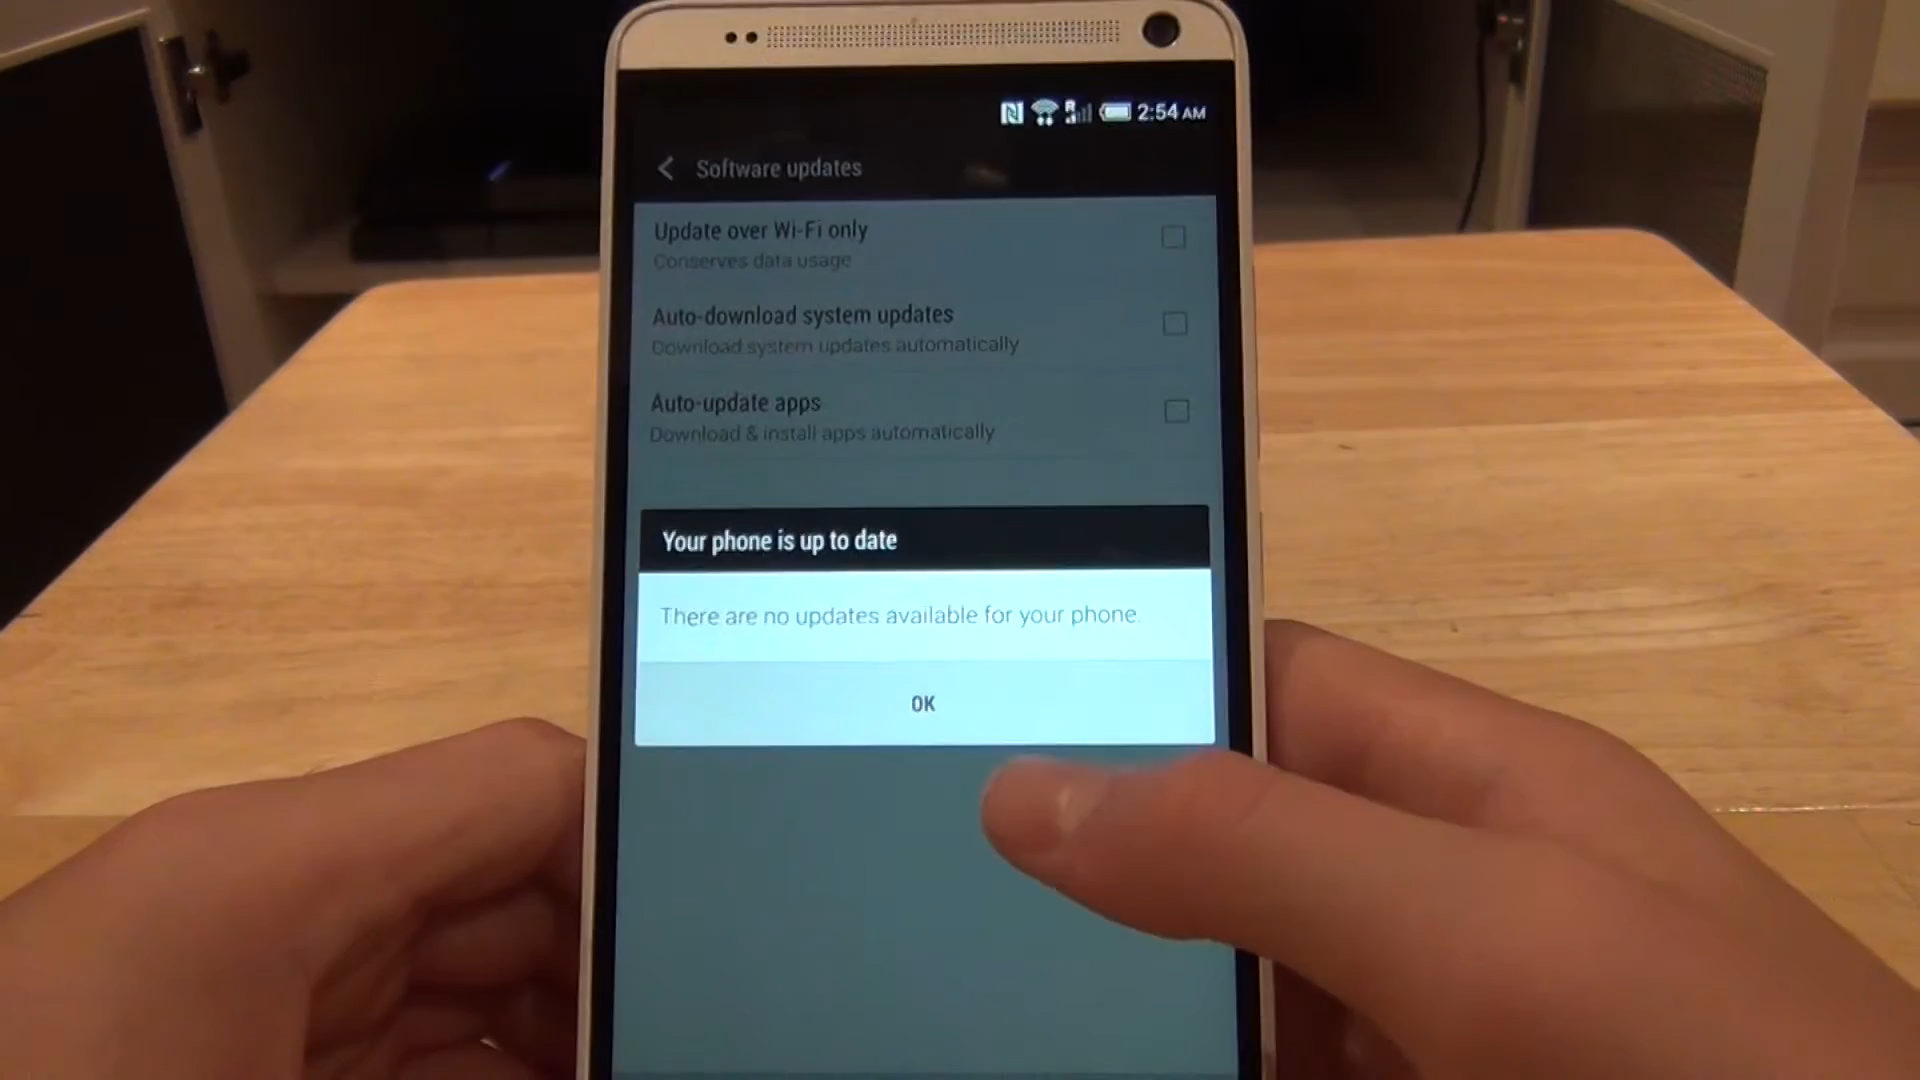 R
2:54 AM
Software updates
Update over Wi-Fi only
Conserves data usage
Auto-download system updates
Download system updates automatically
Auto-update apps
Download & install apps automatically
Your phone is up to date
There are no updates available for your phone.
OK